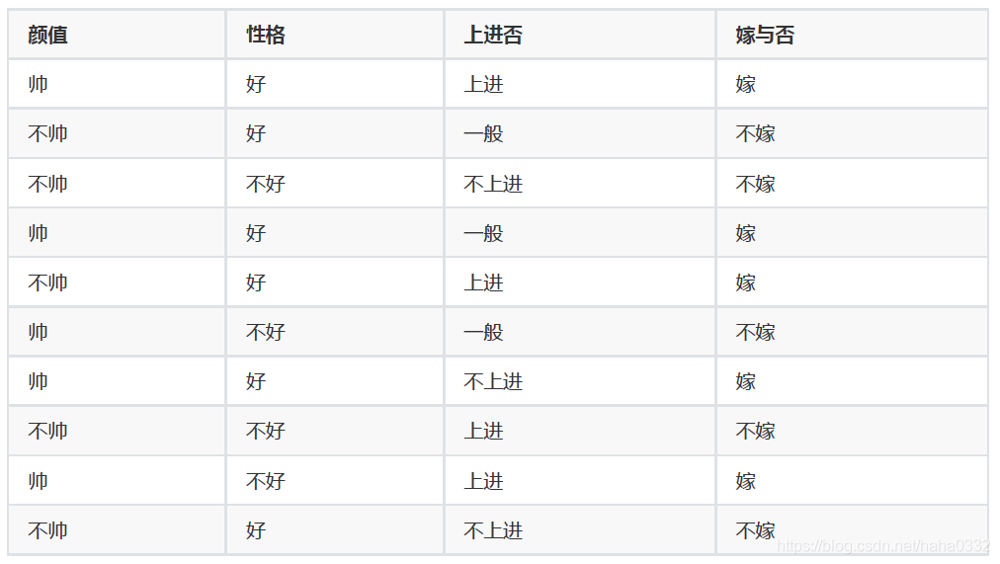 颜值 性格 上进否 嫁与否
帅 好 上进 嫁
不帅 好 一般 不嫁
不帅 不好 不上进 不嫁
帅 好 一般 嫁
不帅 好 上进 嫁
帅 不好 一般 不嫁
帅 好 不上进 嫁
不帅 不好 上进 不嫁
帅 不好 上进 嫁
不帅 好 不上进 不嫁
https://blog.csdn.net/haha0332